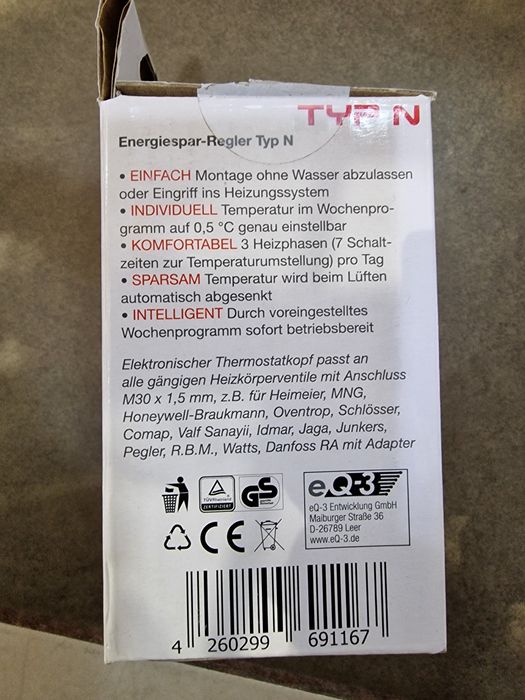 TYP N
Energiespar-Regler Typ N
• EINFACH Montage ohne Wasser abzulassen
oder Eingriff ins Heizungssystem
• INDIVIDUELL Temperatur im Wochenpro-
gramm auf 0,5 °C genau einstellbar
• KOMFORTABEL 3 Heizphasen (7 Schalt-
zeiten zur Temperaturumstellung) pro Tag
• SPARSAM Temperatur wird beim Lüften
automatisch abgesenkt
• INTELLIGENT Durch voreingestelltes
Wochenprogramm sofort betriebsbereit
Elektronischer Thermostatkopf passt an
alle gängigen Heizkörperventile mit Anschluss
M30 x 1,5 mm, z.B. für Heimeier, MNG,
Honeywell-Braukmann, Oventrop, Schlösser,
Comap, Valf Sanayii, Idmar, Jaga, Junkers,
Pegler, R.B.M., Watts, Danfoss RA mit Adapter
TÜVRheinland
ZERTIFIZIERT
GS
eQ-3
eQ-3 Entwicklung GmbH
Maiburger Straße 36
D-26789 Leer
www.eQ-3.de
CE
4 260299 691167